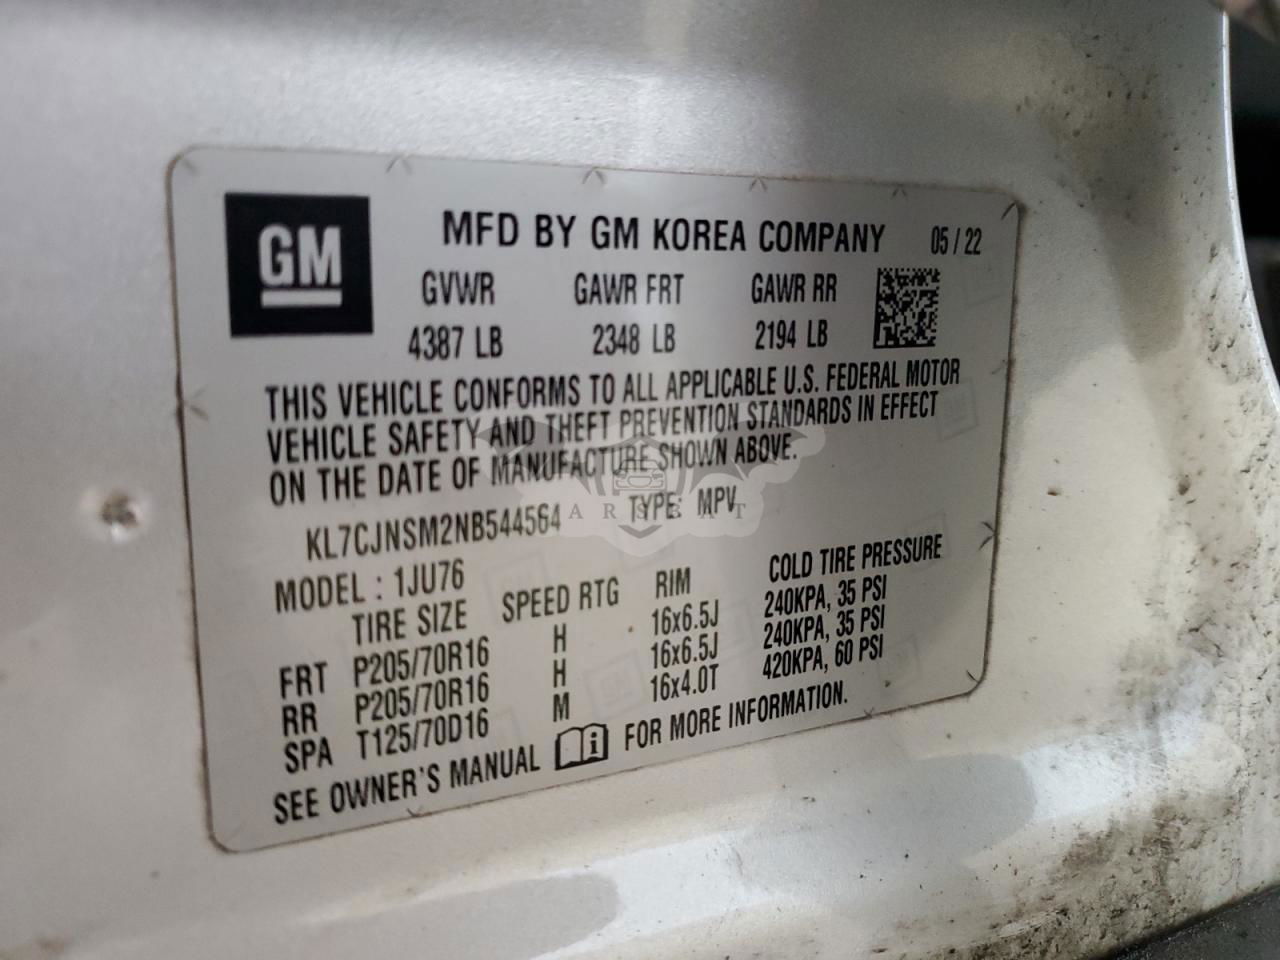 GM
MFD BY GM KOREA COMPANY 05 / 22
GVWR GAWR FRT GAWR RR
4387 LB 2348 LB 2194 LB
THIS VEHICLE CONFORMS TO ALL APPLICABLE U.S. FEDERAL MOTOR
VEHICLE SAFETY AND THEFT PREVENTION STANDARDS IN EFFECT
ON THE DATE OF MANUFACTURE SHOWN ABOVE.
KL7CJNSM2NB544564 TYPE: MPV
MODEL : 1JU76
TIRE SIZE SPEED RTG RIM COLD TIRE PRESSURE
FRT P205/70R16 H 16x6.5J 240KPA, 35 PSI
RR P205/70R16 H 16x6.5J 240KPA, 35 PSI
SPA T125/70D16 M 16x4.0T 420KPA, 60 PSI
SEE OWNER'S MANUAL FOR MORE INFORMATION.